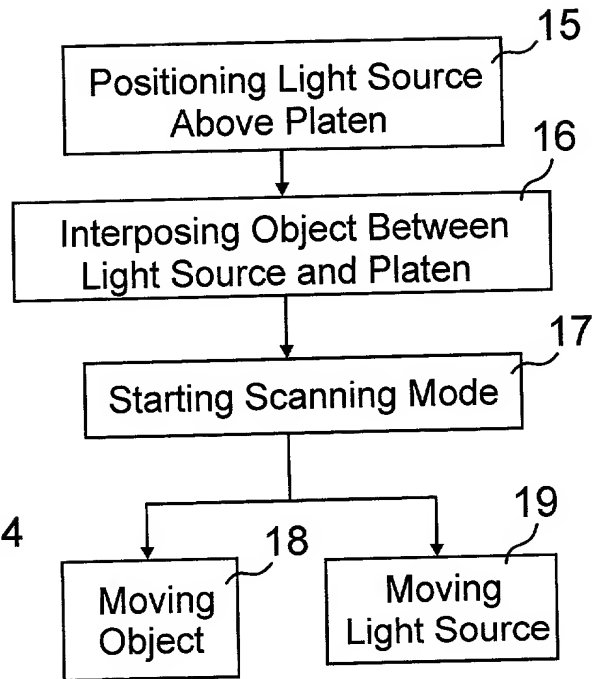 15
Positioning Light Source
Above Platen
16
Interposing Object Between
Light Source and Platen
17
Starting Scanning Mode
4
18
19
Moving
Object
Moving
Light Source